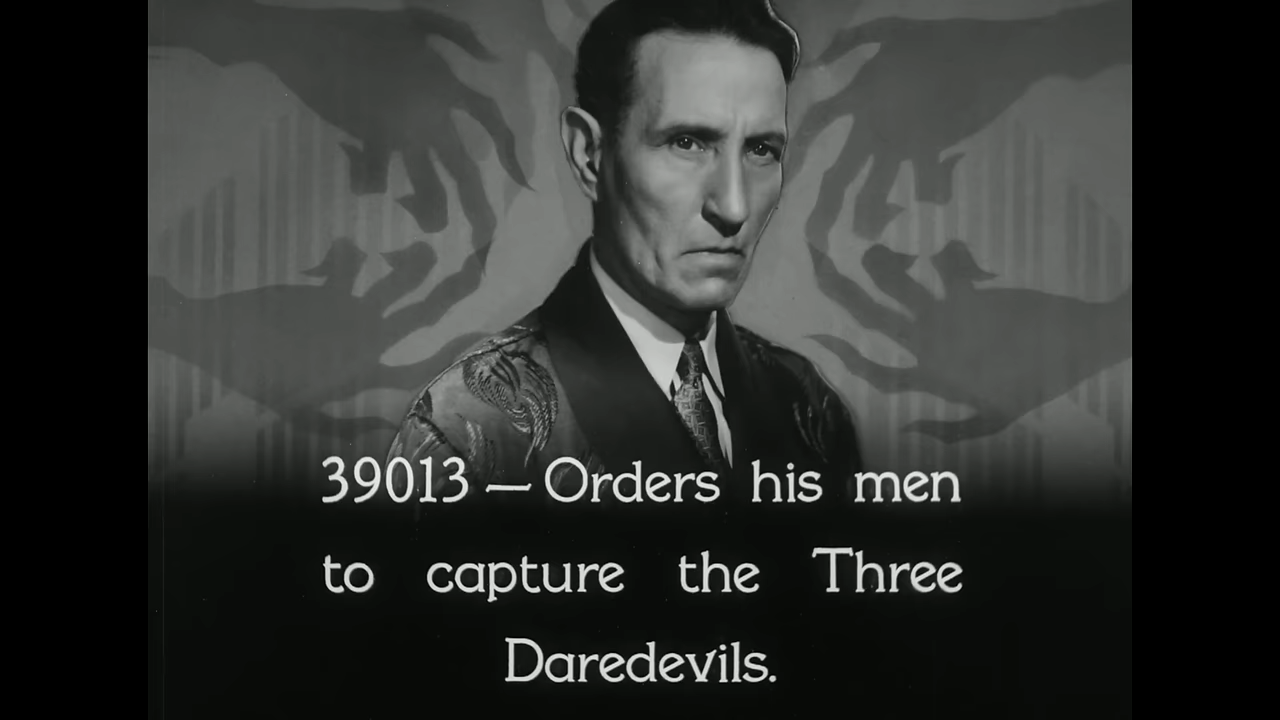 39013 — Orders his men
to capture the Three
Daredevils.